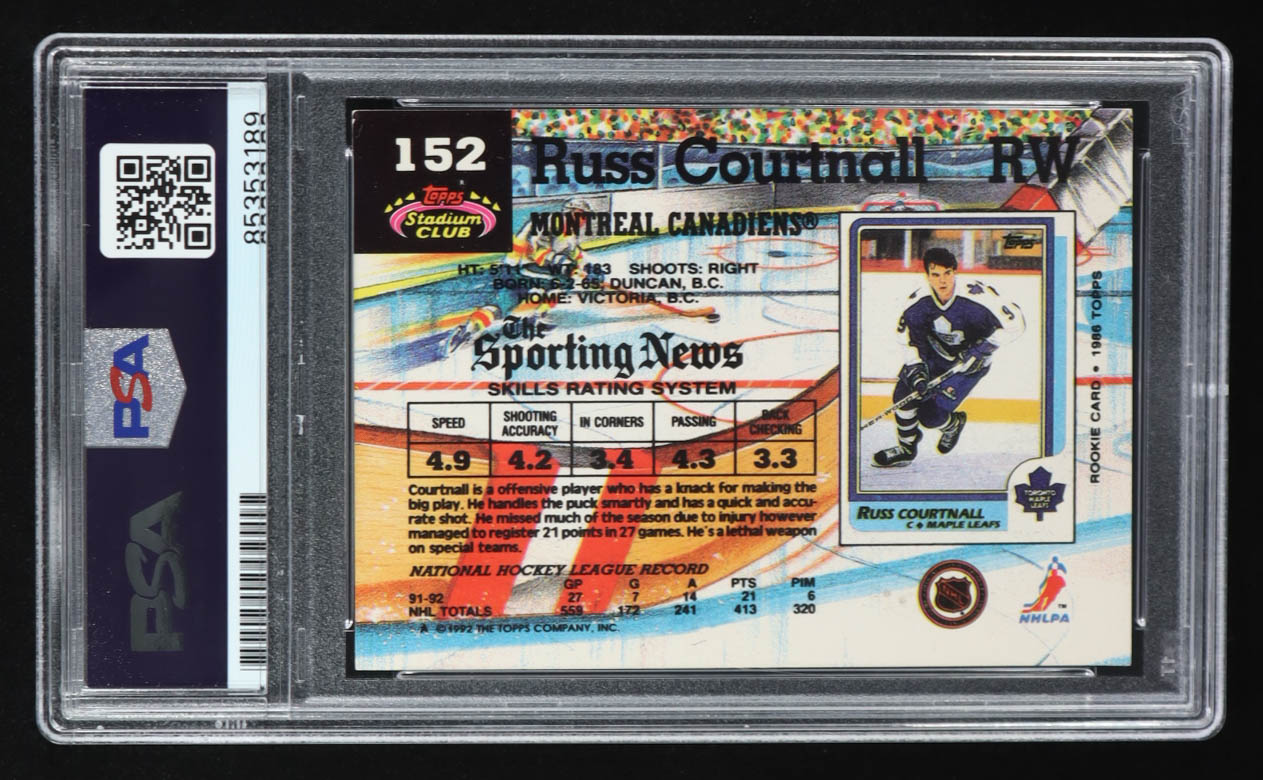 152
Topps
Stadium
CLUB
Russ Courtnall RW
MONTREAL CANADIENS®
HT: 5'11 WT: 183 SHOOTS: RIGHT
BORN: 6-2-65, DUNCAN, B.C.
HOME: VICTORIA, B.C.
The
Sporting News
SKILLS RATING SYSTEM
SPEED SHOOTING ACCURACY IN CORNERS PASSING BACK CHECKING
4.9 4.2 3.4 4.3 3.3
Courtnall is a offensive player who has a knack for making the
big play. He handles the puck smartly and has a quick and accu-
rate shot. He missed much of the season due to injury however
managed to register 21 points in 27 games. He's a lethal weapon
on special teams.
NATIONAL HOCKEY LEAGUE RECORD
GP G A PTS PIM
91-92 27 7 14 21 6
NHL TOTALS 559 172 241 413 320
A © 1992 THE TOPPS COMPANY, INC.
Topps
9
TORONTO
MAPLE
LEAFS
RUSS COURTNALL
C MAPLE LEAFS
ROOKIE CARD • 1986 TOPPS
NHL
NHLPA
™
PSA
PSA
85353189